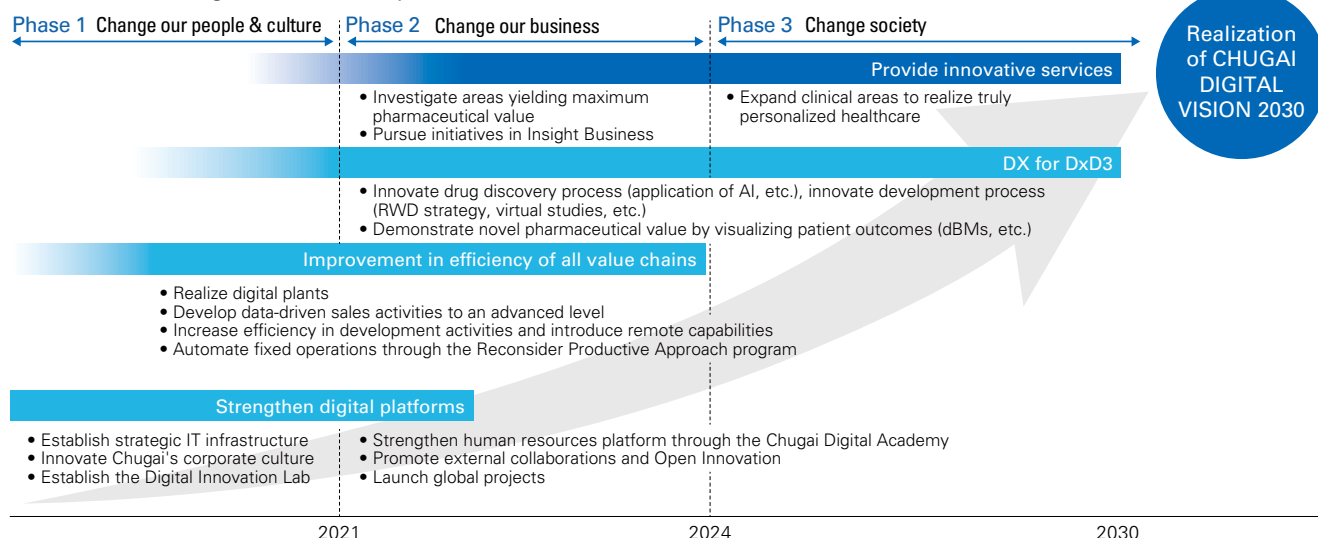 Phase 1 Change our people & culture
Phase 2 Change our business
Phase 3 Change society
Realization
of CHUGAI
DIGITAL
VISION 2030
Provide innovative services
• Investigate areas yielding maximum
pharmaceutical value
• Pursue initiatives in Insight Business
• Expand clinical areas to realize truly
personalized healthcare
DX for DxD3
• Innovate drug discovery process (application of AI, etc.), innovate development process
(RWD strategy, virtual studies, etc.)
• Demonstrate novel pharmaceutical value by visualizing patient outcomes (dBMs, etc.)
Improvement in efficiency of all value chains
• Realize digital plants
• Develop data-driven sales activities to an advanced level
• Increase efficiency in development activities and introduce remote capabilities
• Automate fixed operations through the Reconsider Productive Approach program
Strengthen digital platforms
• Establish strategic IT infrastructure
• Innovate Chugai's corporate culture
• Establish the Digital Innovation Lab
• Strengthen human resources platform through the Chugai Digital Academy
• Promote external collaborations and Open Innovation
• Launch global projects
2021
2024
2030